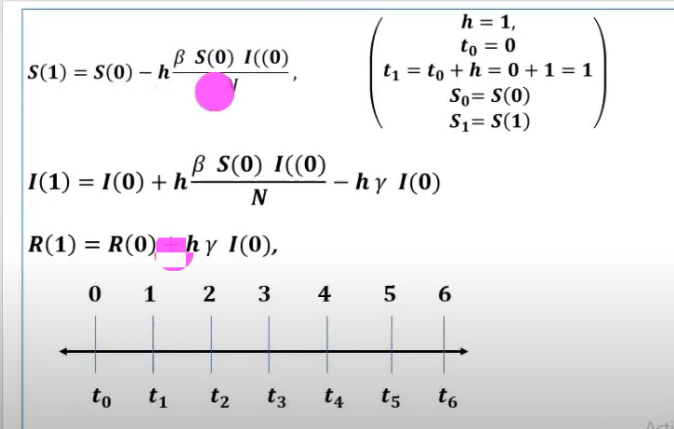 S(1) = S(0) − h β S(0) I((0) / ,
h = 1,
t₀ = 0
t₁ = t₀ + h = 0 + 1 = 1
S₀= S(0)
S₁= S(1)
I(1) = I(0) + h β S(0) I((0) / N − h γ I(0)
R(1) = R(0) h γ I(0),
0 1 2 3 4 5 6
t₀ t₁ t₂ t₃ t₄ t₅ t₆